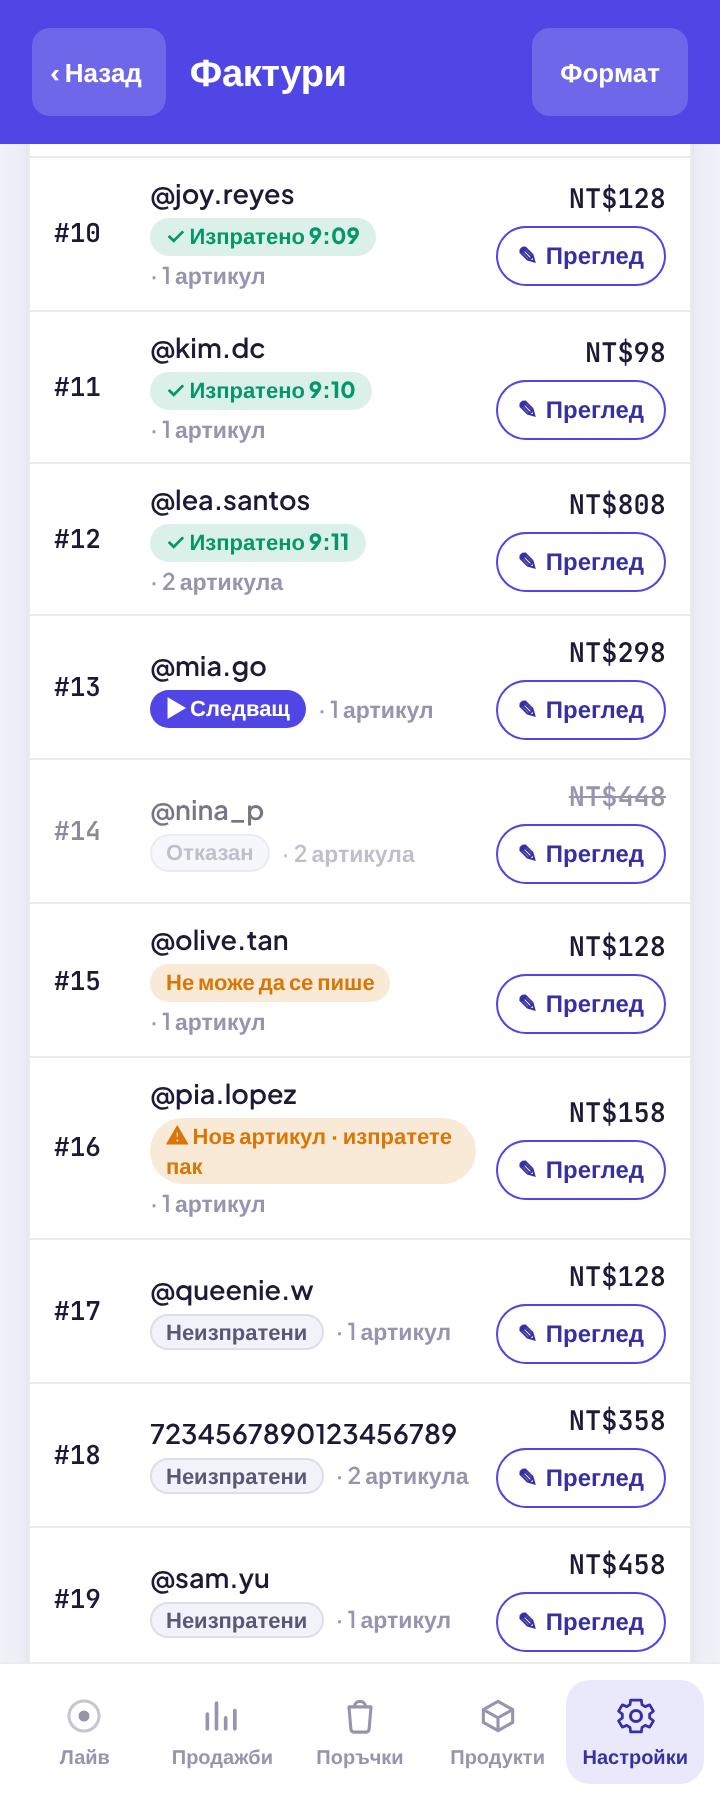 ‹ Назад
Фактури
Формат
#10
@joy.reyes
✓ Изпратено 9:09
· 1 артикул
NT$128
✎ Преглед
#11
@kim.dc
✓ Изпратено 9:10
· 1 артикул
NT$98
✎ Преглед
#12
@lea.santos
✓ Изпратено 9:11
· 2 артикула
NT$808
✎ Преглед
#13
@mia.go
▶ Следващ · 1 артикул
NT$298
✎ Преглед
#14
@nina_p
Отказан · 2 артикула
NT$448
✎ Преглед
#15
@olive.tan
Не може да се пише
· 1 артикул
NT$128
✎ Преглед
#16
@pia.lopez
⚠ Нов артикул · изпратете
пак
· 1 артикул
NT$158
✎ Преглед
#17
@queenie.w
Неизпратени · 1 артикул
NT$128
✎ Преглед
#18
7234567890123456789
Неизпратени · 2 артикула
NT$358
✎ Преглед
#19
@sam.yu
Неизпратени · 1 артикул
NT$458
✎ Преглед
Лайв
Продажби
Поръчки
Продукти
Настройки